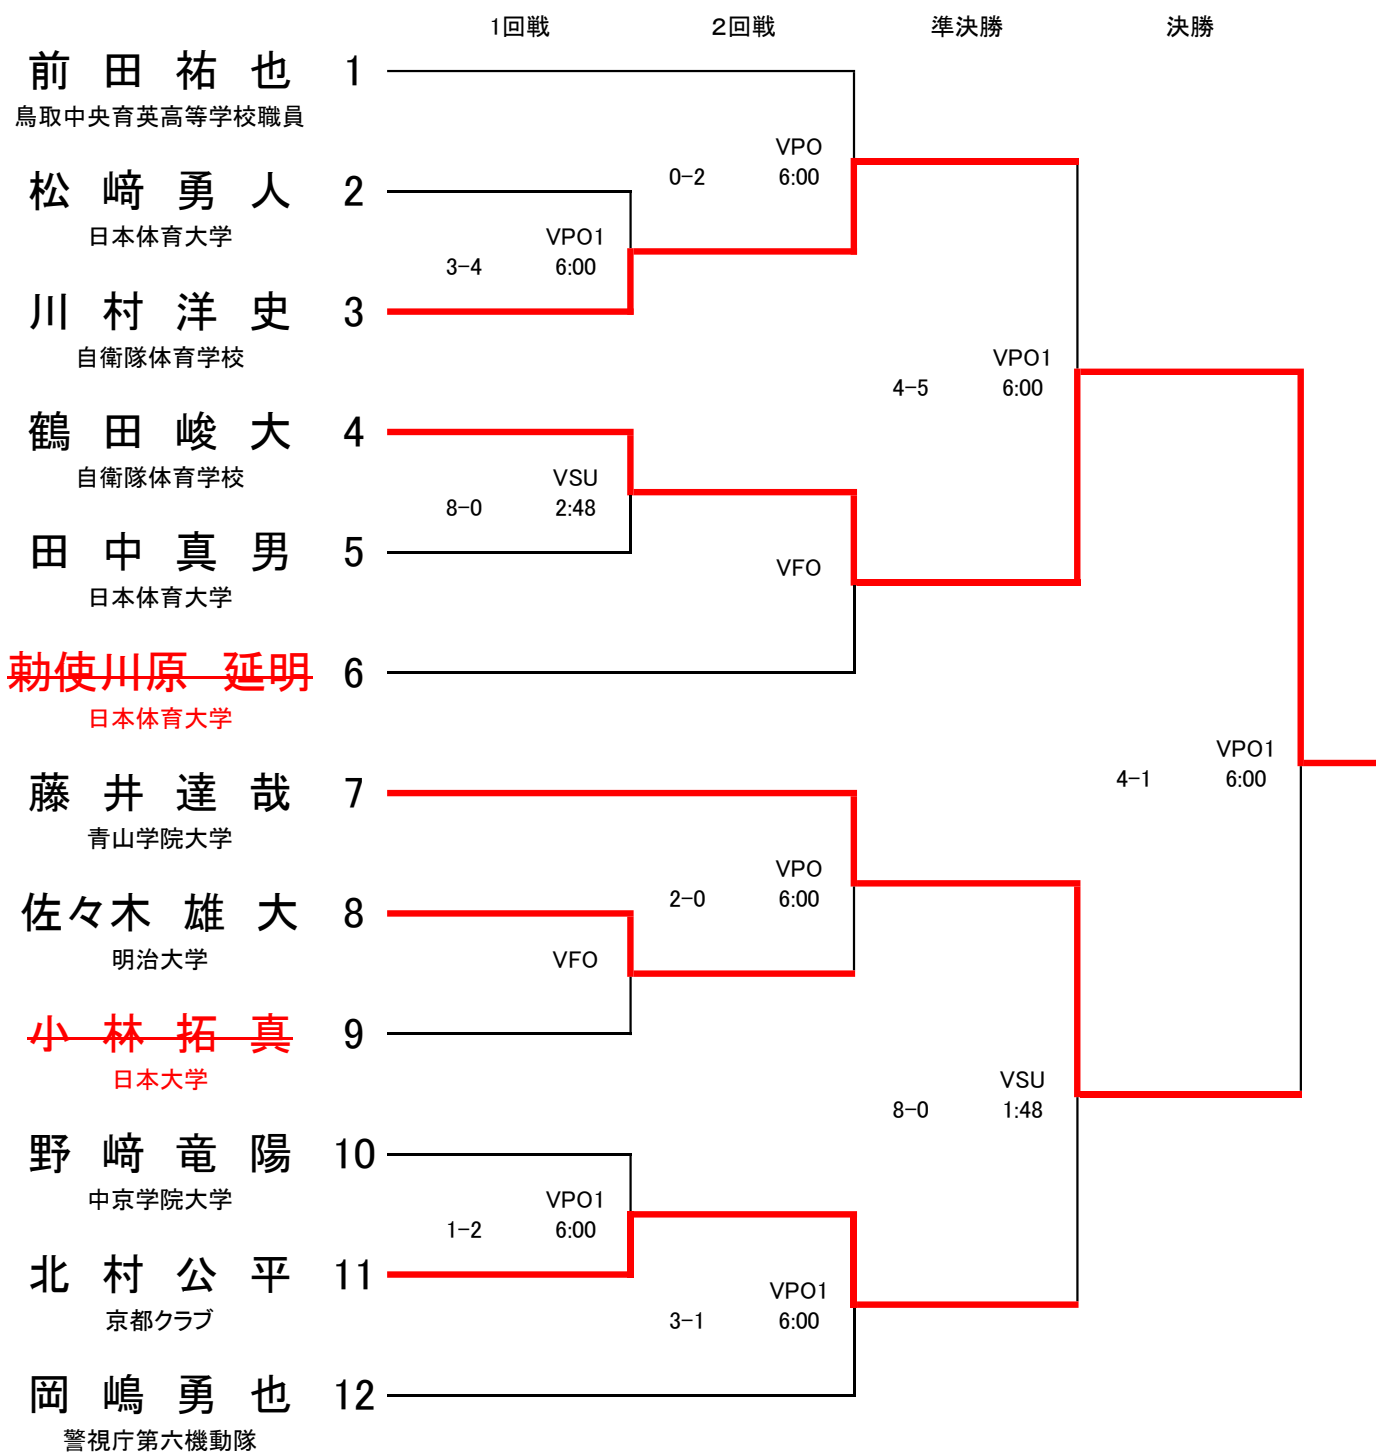 1回戦 2回戦 準決勝 決勝
前田祐也 1
鳥取中央育英高等学校職員
VPO
0-2 6:00
松﨑勇人 2
日本体育大学
VPO1
3-4 6:00
川村洋史 3
自衛隊体育学校
VPO1
4-5 6:00
鶴田峻大 4
自衛隊体育学校
VSU
8-0 2:48
田中真男 5
日本体育大学
VFO
勅使川原 延明 6
日本体育大学
VPO1
4-1 6:00
藤井達哉 7
青山学院大学
VPO
2-0 6:00
佐々木雄大 8
明治大学
VFO
小林拓真 9
日本大学
VSU
8-0 1:48
野﨑竜陽 10
中京学院大学
VPO1
1-2 6:00
北村公平 11
京都クラブ
VPO1
3-1 6:00
岡嶋勇也 12
警視庁第六機動隊